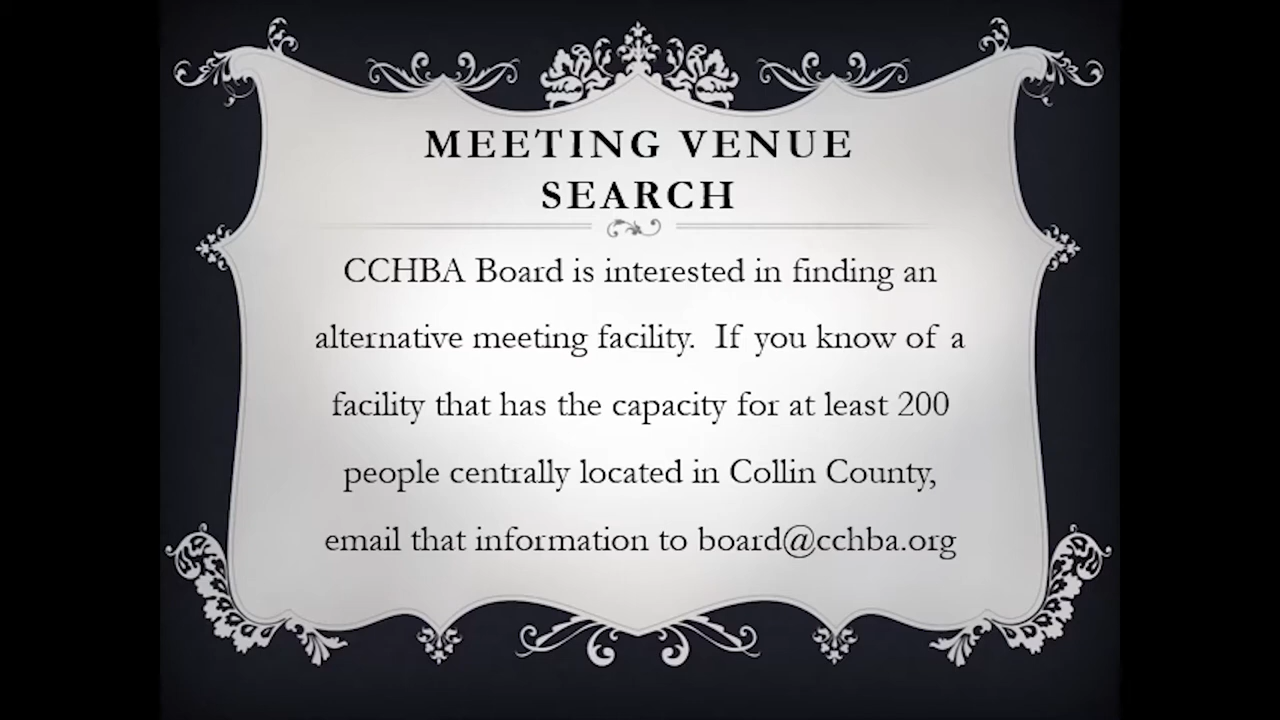 MEETING VENUE
SEARCH
CCHBA Board is interested in finding an
alternative meeting facility.  If you know of a
facility that has the capacity for at least 200
people centrally located in Collin County,
email that information to board@cchba.org